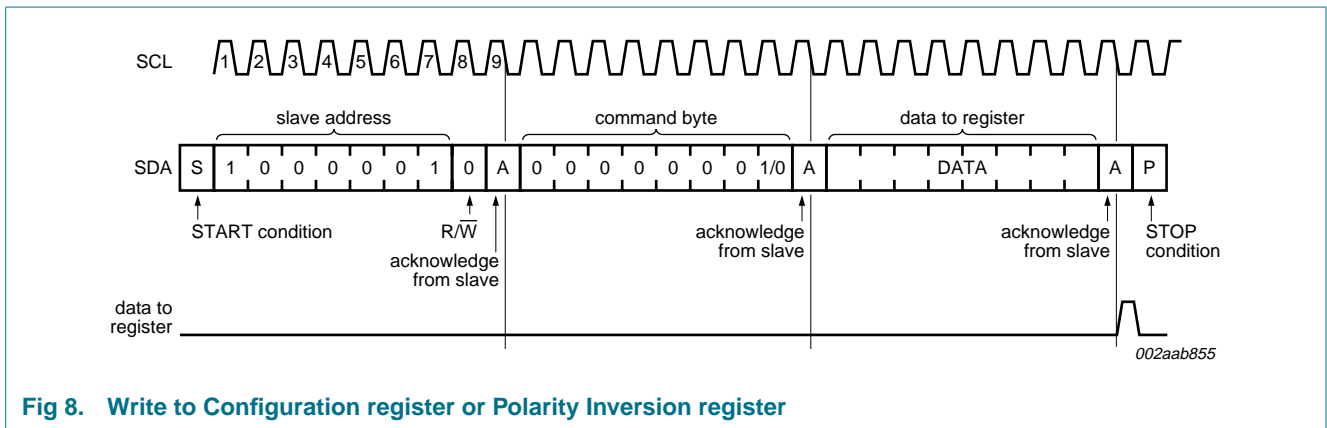 SCL 1 2 3 4 5 6 7 8 9
slave address command byte data to register
SDA S 1 0 0 0 0 0 1 0 A 0 0 0 0 0 0 0 1/0 A DATA A P
START condition R/W acknowledge from slave acknowledge from slave acknowledge from slave STOP condition
data to register
002aab855
Fig 8. Write to Configuration register or Polarity Inversion register